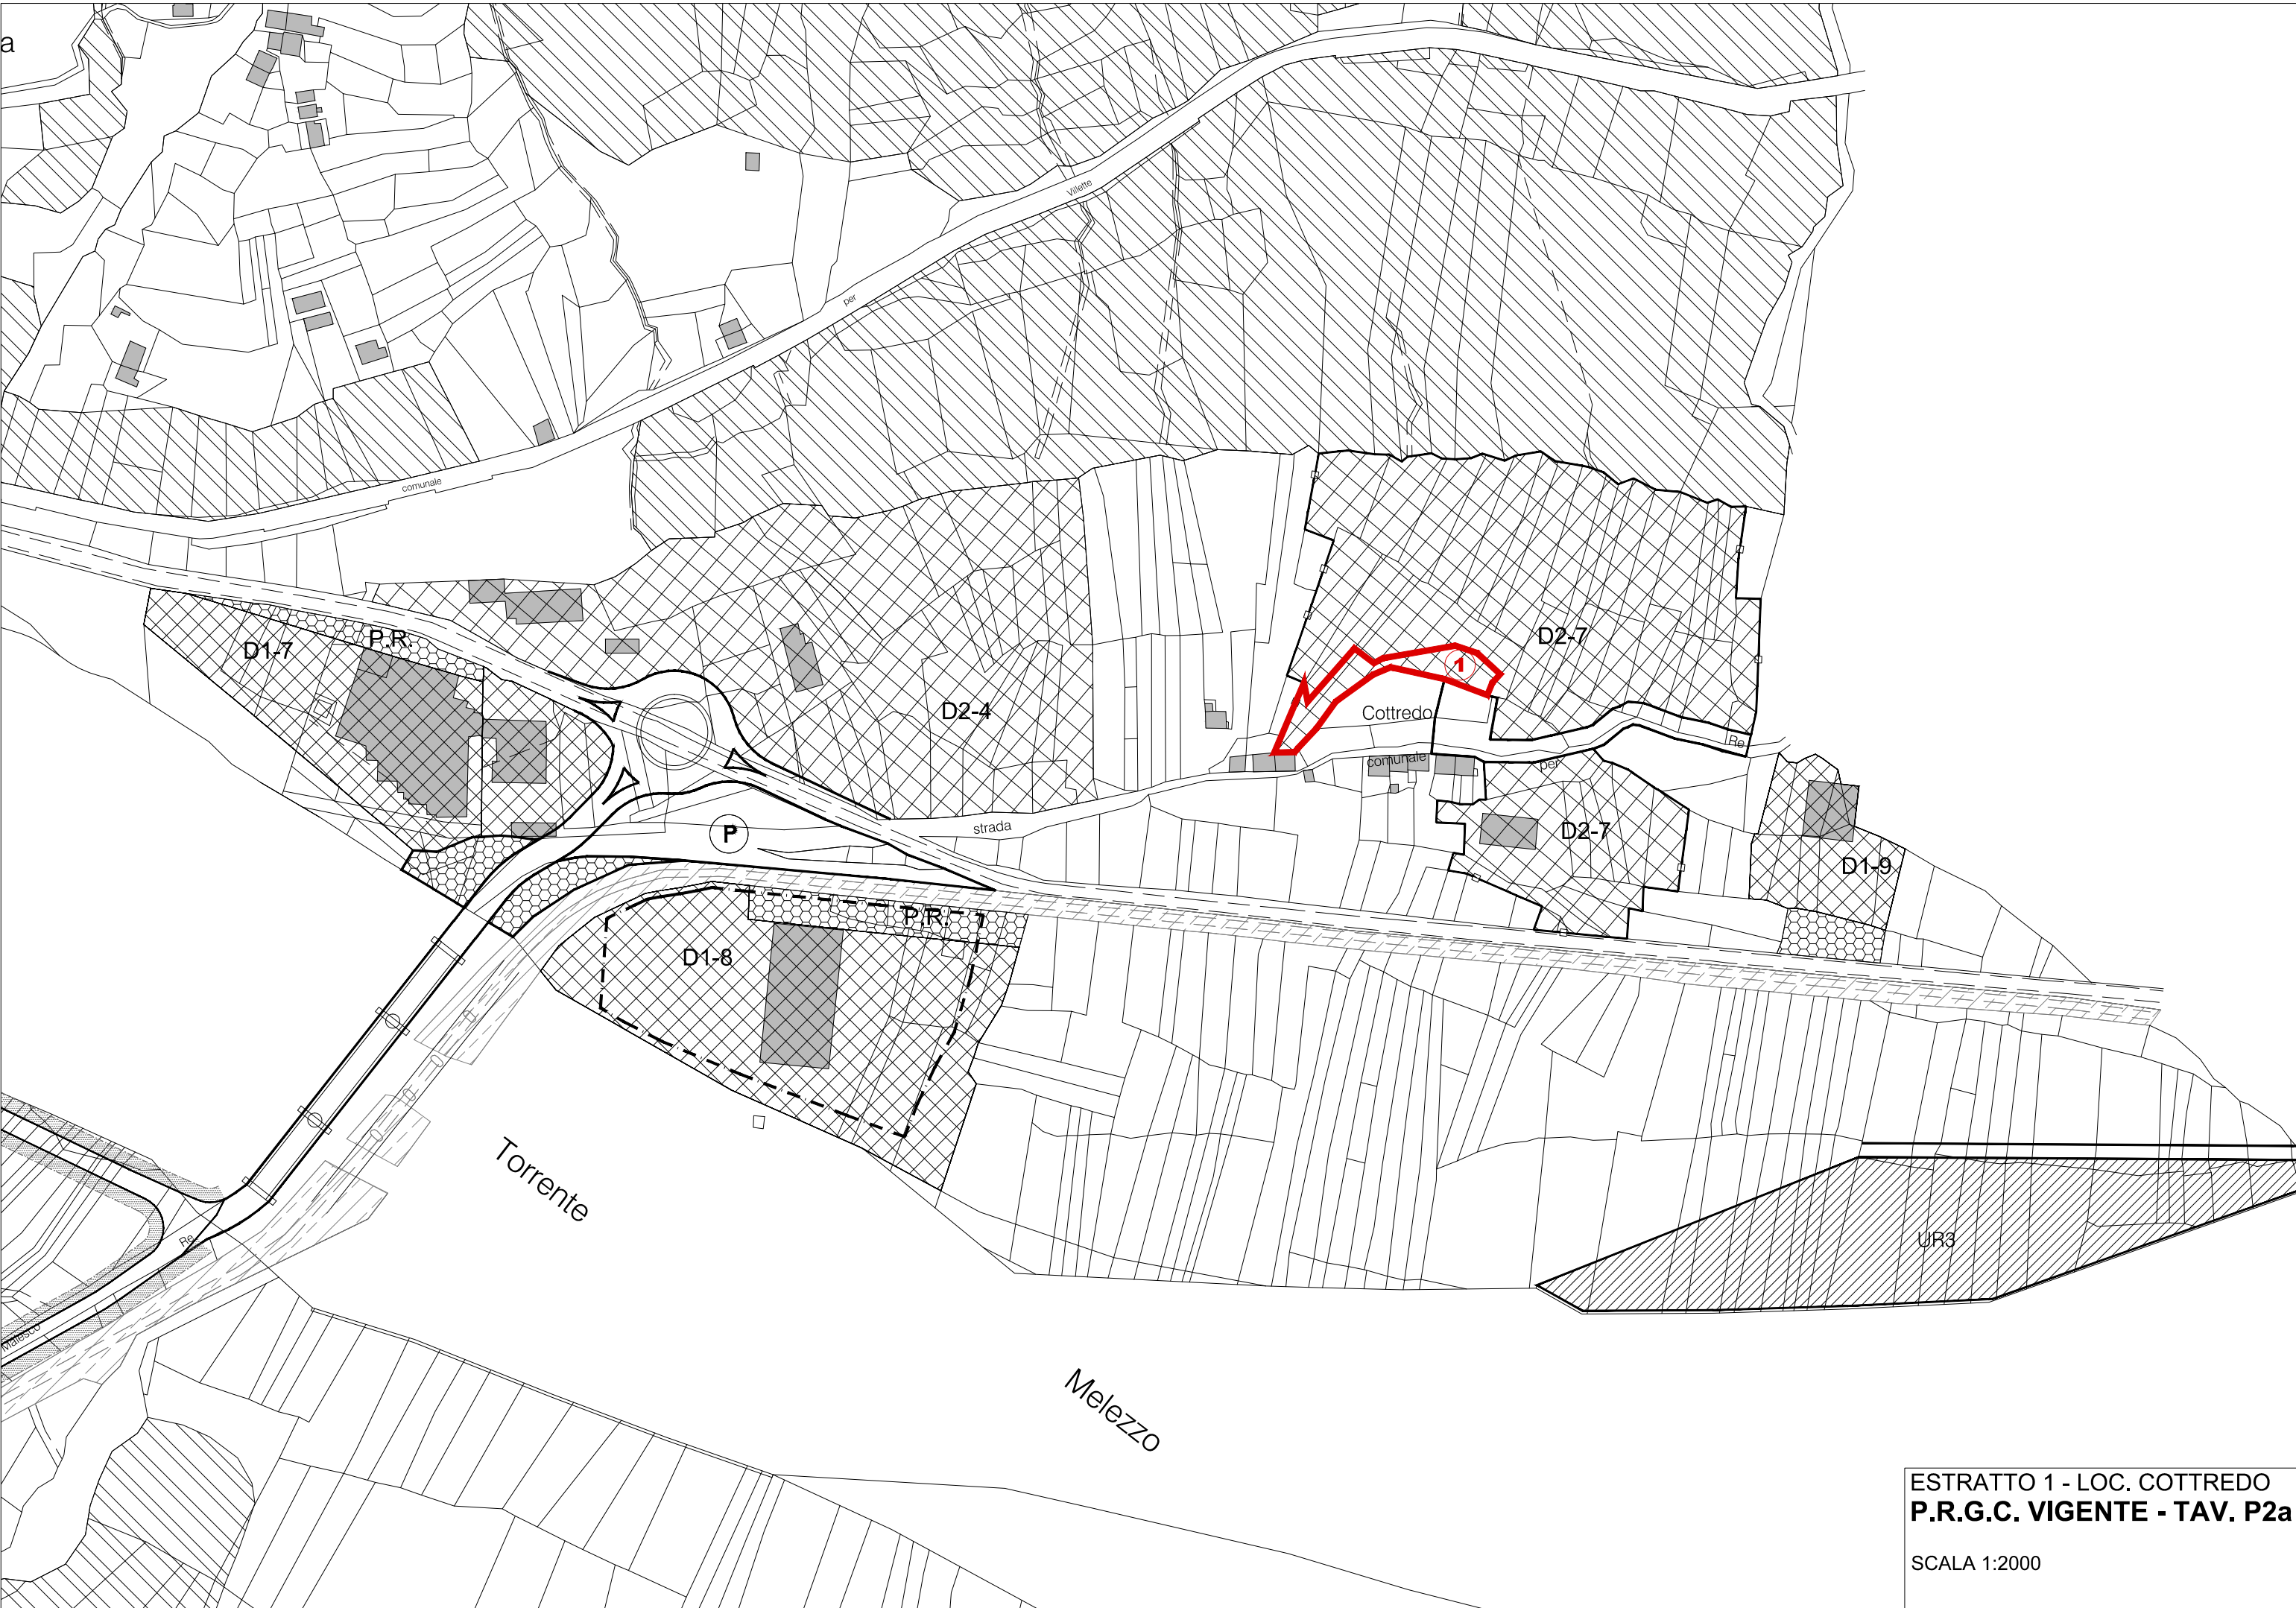 a
Villette
per
comunale
D1-7
P.R.
D2-7
1
D2-4
Cottredo
Re
comunale
per
strada
P
D2-7
D1-9
P.R.
D1-8
Torrente
Re
UR3
Malesco
Melezzo
ESTRATTO 1 - LOC. COTTREDO
P.R.G.C. VIGENTE - TAV. P2a
SCALA 1:2000